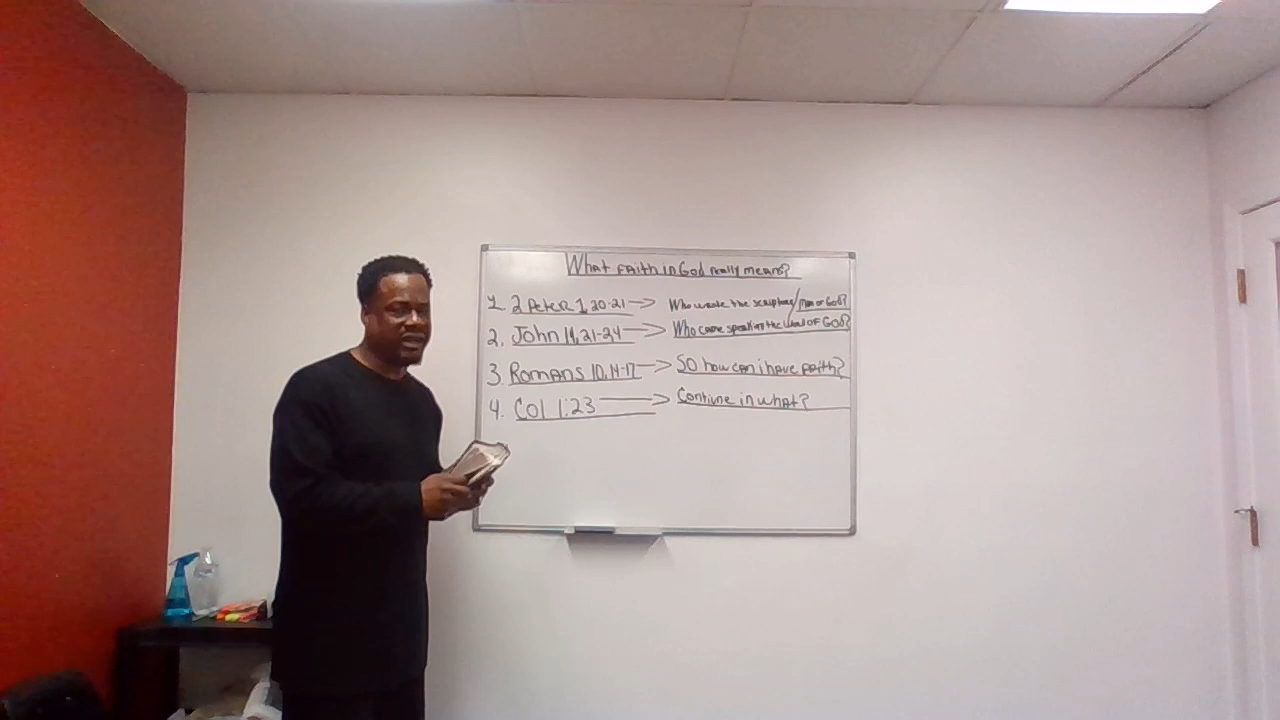 What faith in God really means?
1. 2 Peter 1,20-21 → Who wrote the scriptures/man or God?
2. John 14,21-24 → Who came speaking the word of God?
3. Romans 10,14-17 → So how can i have faith?
4. Col 1:23 → Continue in what?